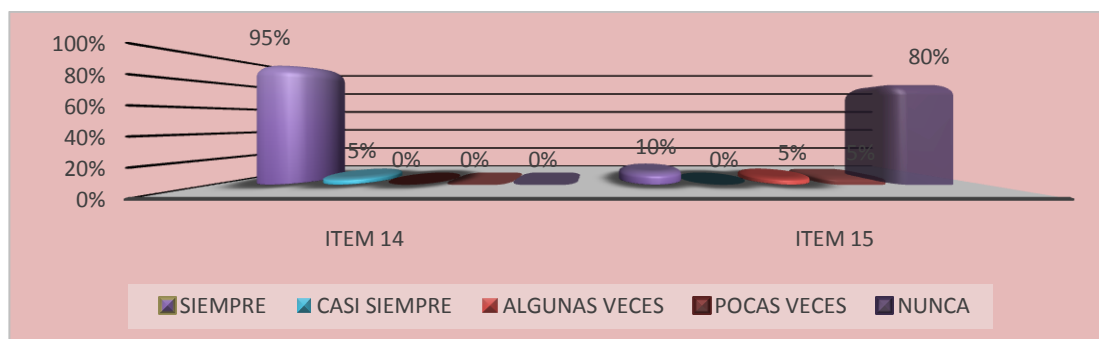 100%
80%
60%
40%
20%
0%
95%
5%
0%
0%
0%
10%
0%
5%
5%
80%
ITEM 14
ITEM 15
SIEMPRE
CASI SIEMPRE
ALGUNAS VECES
POCAS VECES
NUNCA